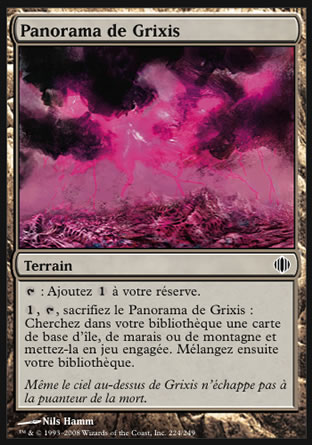 Panorama de Grixis
Terrain
: Ajoutez 1 à votre réserve.
1, , sacrifiez le Panorama de Grixis :
Cherchez dans votre bibliothèque une carte
de base d'île, de marais ou de montagne et
mettez-la en jeu engagée. Mélangez ensuite
votre bibliothèque.
Même le ciel au-dessus de Grixis n'échappe pas à
la puanteur de la mort.
Nils Hamm
™ & © 1993-2008 Wizards of the Coast, Inc. 224/249